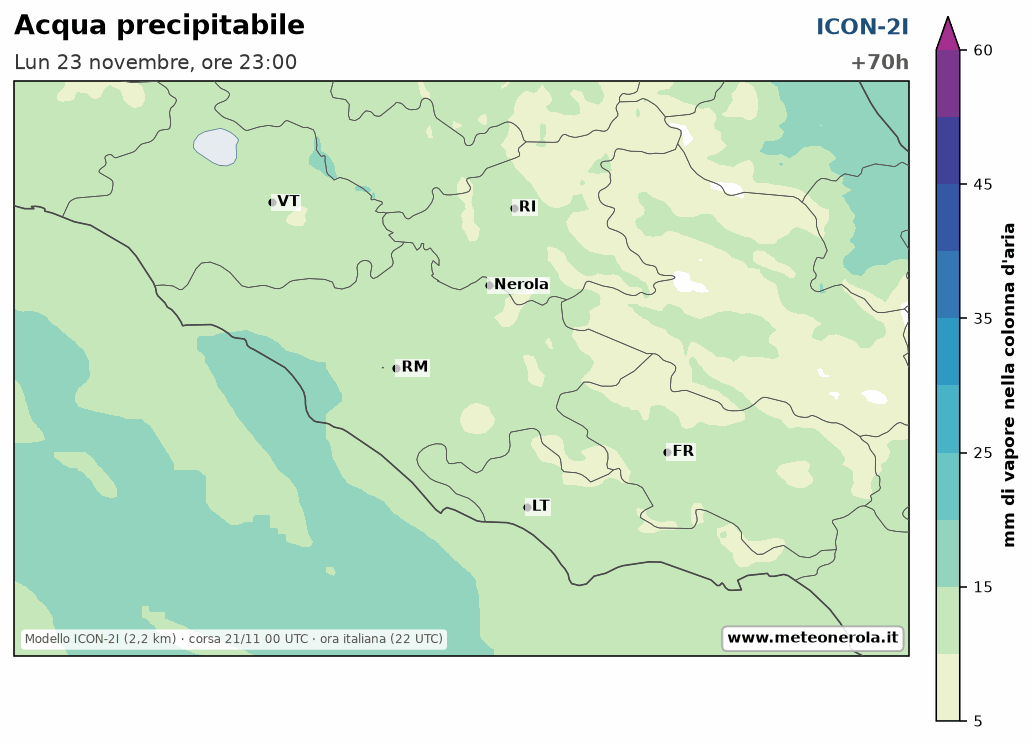 Acqua precipitabile
ICON-2I
Lun 23 novembre, ore 23:00
+70h
60
45
35
25
15
5
mm di vapore nella colonna d'aria
VT
RI
Nerola
RM
FR
LT
Modello ICON-2I (2,2 km) · corsa 21/11 00 UTC · ora italiana (22 UTC)
www.meteonerola.it